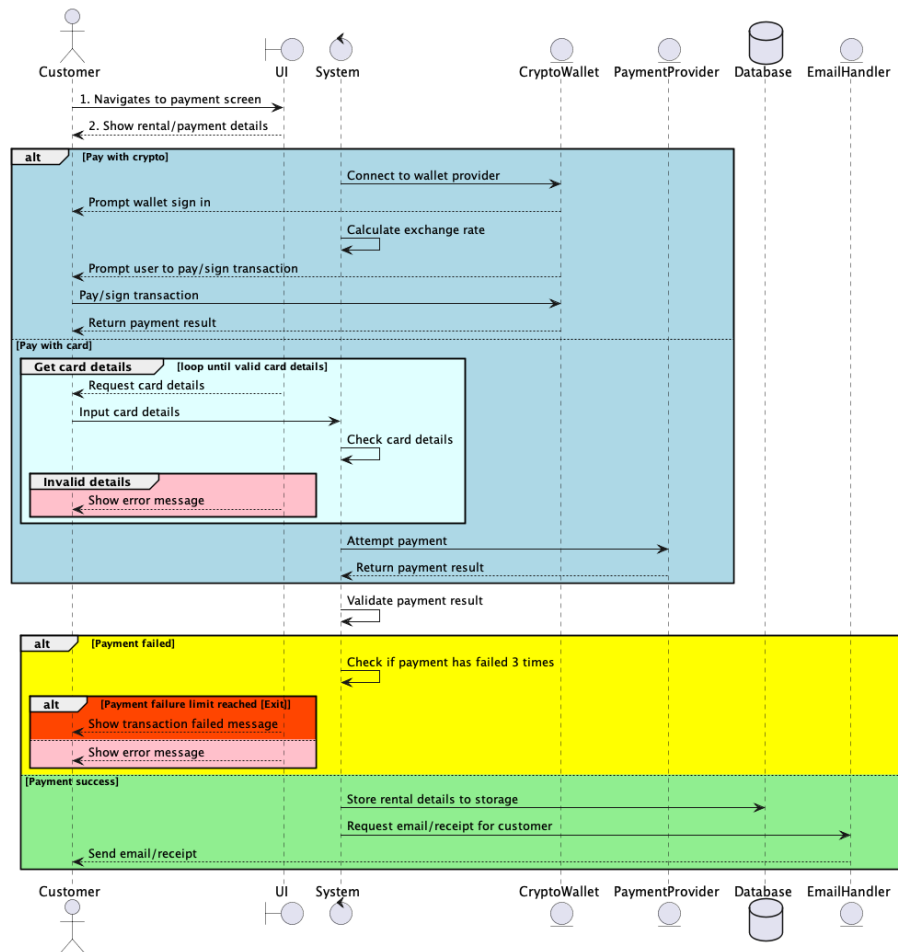 Customer UI System CryptoWallet PaymentProvider Database EmailHandler
1. Navigates to payment screen
2. Show rental/payment details
alt [Pay with crypto]
Connect to wallet provider
Prompt wallet sign in
Calculate exchange rate
Prompt user to pay/sign transaction
Pay/sign transaction
Return payment result
[Pay with card]
Get card details [loop until valid card details]
Request card details
Input card details
Check card details
Invalid details
Show error message
Attempt payment
Return payment result
Validate payment result
alt [Payment failed]
Check if payment has failed 3 times
alt [Payment failure limit reached [Exit]]
Show transaction failed message
Show error message
[Payment success]
Store rental details to storage
Request email/receipt for customer
Send email/receipt
Customer UI System CryptoWallet PaymentProvider Database EmailHandler